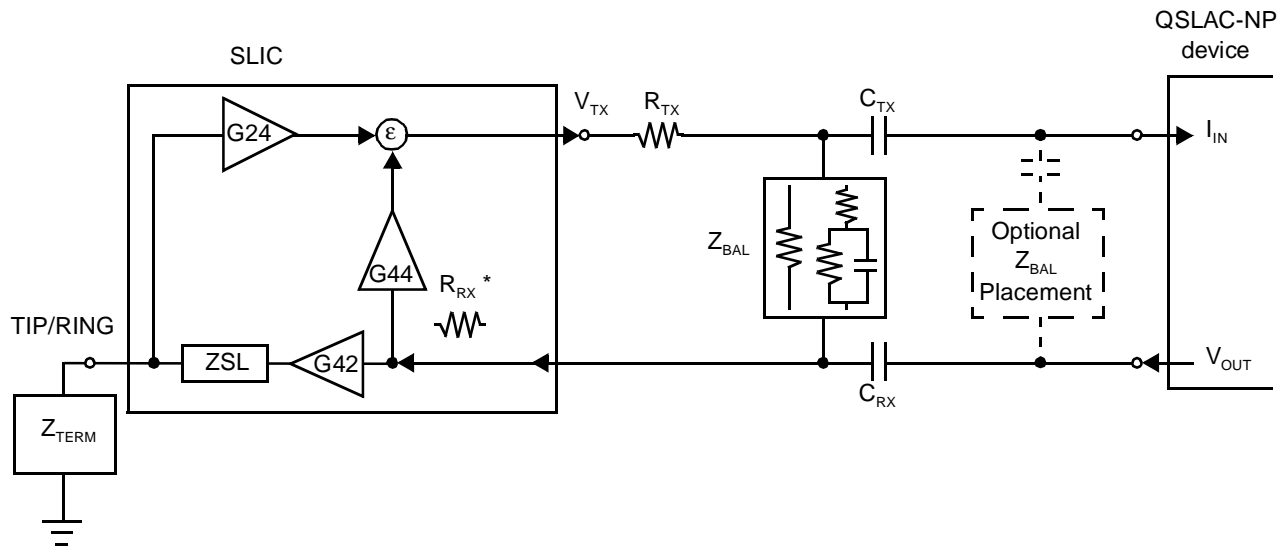 QSLAC-NP
device
SLIC
V_TX
R_TX
C_TX
G24
ε
I_IN
Z_BAL
Optional
Z_BAL
Placement
G44
R_RX *
TIP/RING
ZSL
G42
V_OUT
C_RX
Z_TERM